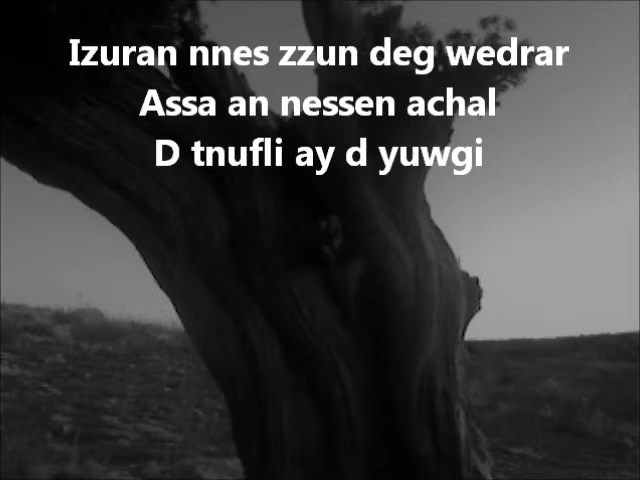 Izuran nnes zzun deg wedrar
Assa an nessen achal
D tnufli ay d yuwgi